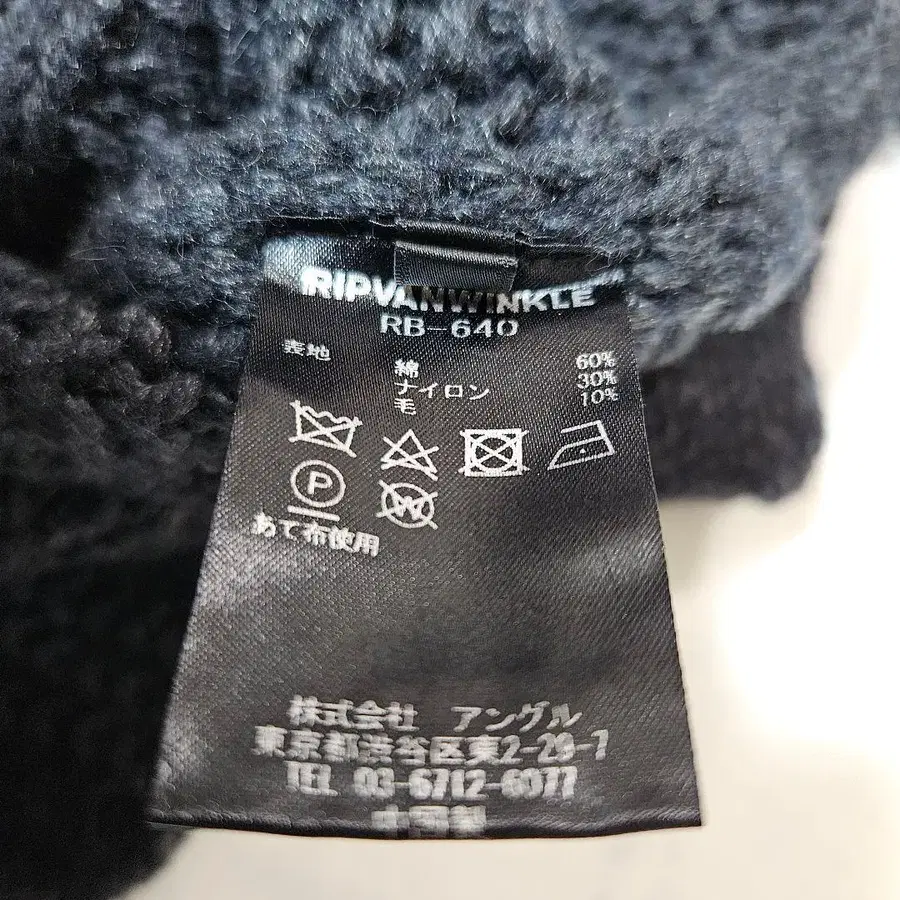 RIPVANWINKLE
RB-640
表地
綿 60%
ナイロン 30%
毛 10%
P
W
あて布使用
株式会社 アングル
東京都渋谷区東2-29-7
TEL 03-6712-6077
中国製